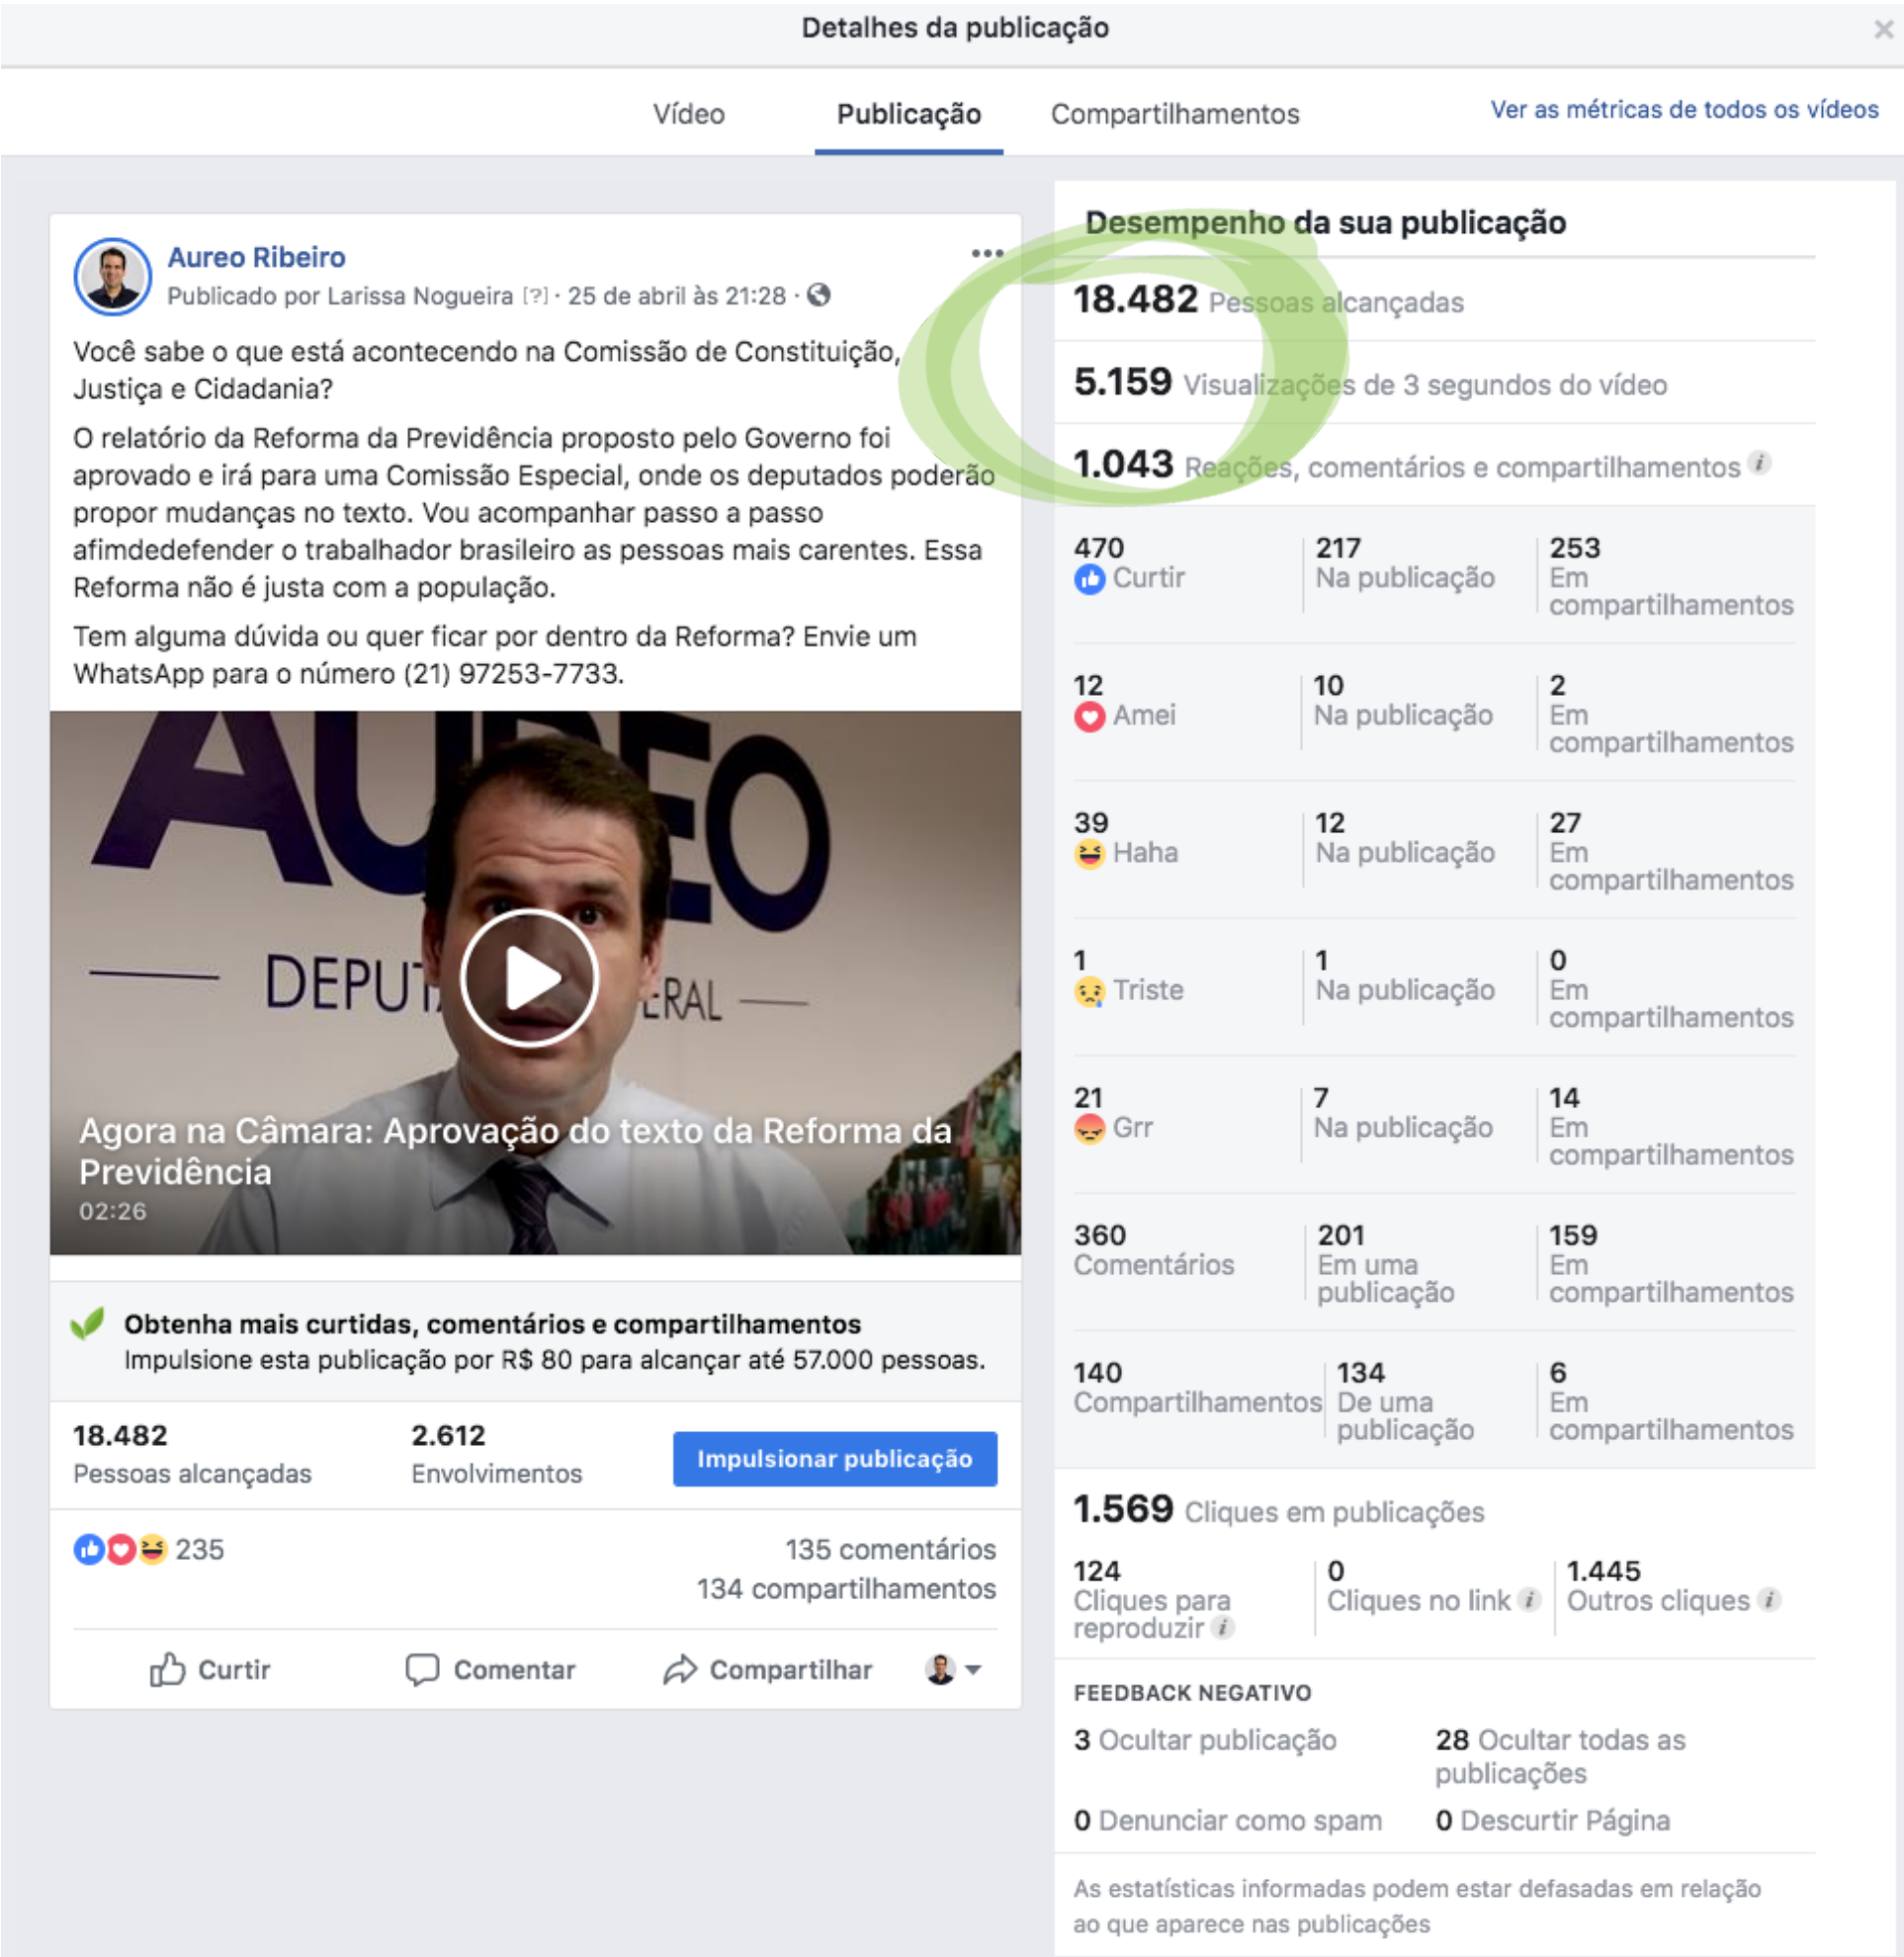 Detalhes da publicação
Vídeo
Publicação
Compartilhamentos
Ver as métricas de todos os vídeos
Aureo Ribeiro
Publicado por Larissa Nogueira [?] · 25 de abril às 21:28 ·
Você sabe o que está acontecendo na Comissão de Constituição,
Justiça e Cidadania?
O relatório da Reforma da Previdência proposto pelo Governo foi
aprovado e irá para uma Comissão Especial, onde os deputados poderão
propor mudanças no texto. Vou acompanhar passo a passo
afimdedefender o trabalhador brasileiro as pessoas mais carentes. Essa
Reforma não é justa com a população.
Tem alguma dúvida ou quer ficar por dentro da Reforma? Envie um
WhatsApp para o número (21) 97253-7733.
AUREO
Agora na Câmara: Aprovação do texto da Reforma da
Previdência
02:26
Obtenha mais curtidas, comentários e compartilhamentos
Impulsione esta publicação por R$ 80 para alcançar até 57.000 pessoas.
18.482
Pessoas alcançadas
2.612
Envolvimentos
Impulsionar publicação
235
135 comentários
134 compartilhamentos
Curtir
Comentar
Compartilhar
Desempenho da sua publicação
18.482 Pessoas alcançadas
5.159 Visualizações de 3 segundos do vídeo
1.043 Reações, comentários e compartilhamentos
470
Curtir
217
Na publicação
253
Em
compartilhamentos
12
Amei
10
Na publicação
2
Em
compartilhamentos
39
Haha
12
Na publicação
27
Em
compartilhamentos
1
Triste
1
Na publicação
0
Em
compartilhamentos
21
Grr
7
Na publicação
14
Em
compartilhamentos
360
Comentários
201
Em uma
publicação
159
Em
compartilhamentos
140
Compartilhamentos
134
De uma
publicação
6
Em
compartilhamentos
1.569 Cliques em publicações
124
Cliques para
reproduzir
0
Cliques no link
1.445
Outros cliques
FEEDBACK NEGATIVO
3 Ocultar publicação
28 Ocultar todas as
publicações
0 Denunciar como spam
0 Descurtir Página
As estatísticas informadas podem estar defasadas em relação
ao que aparece nas publicações